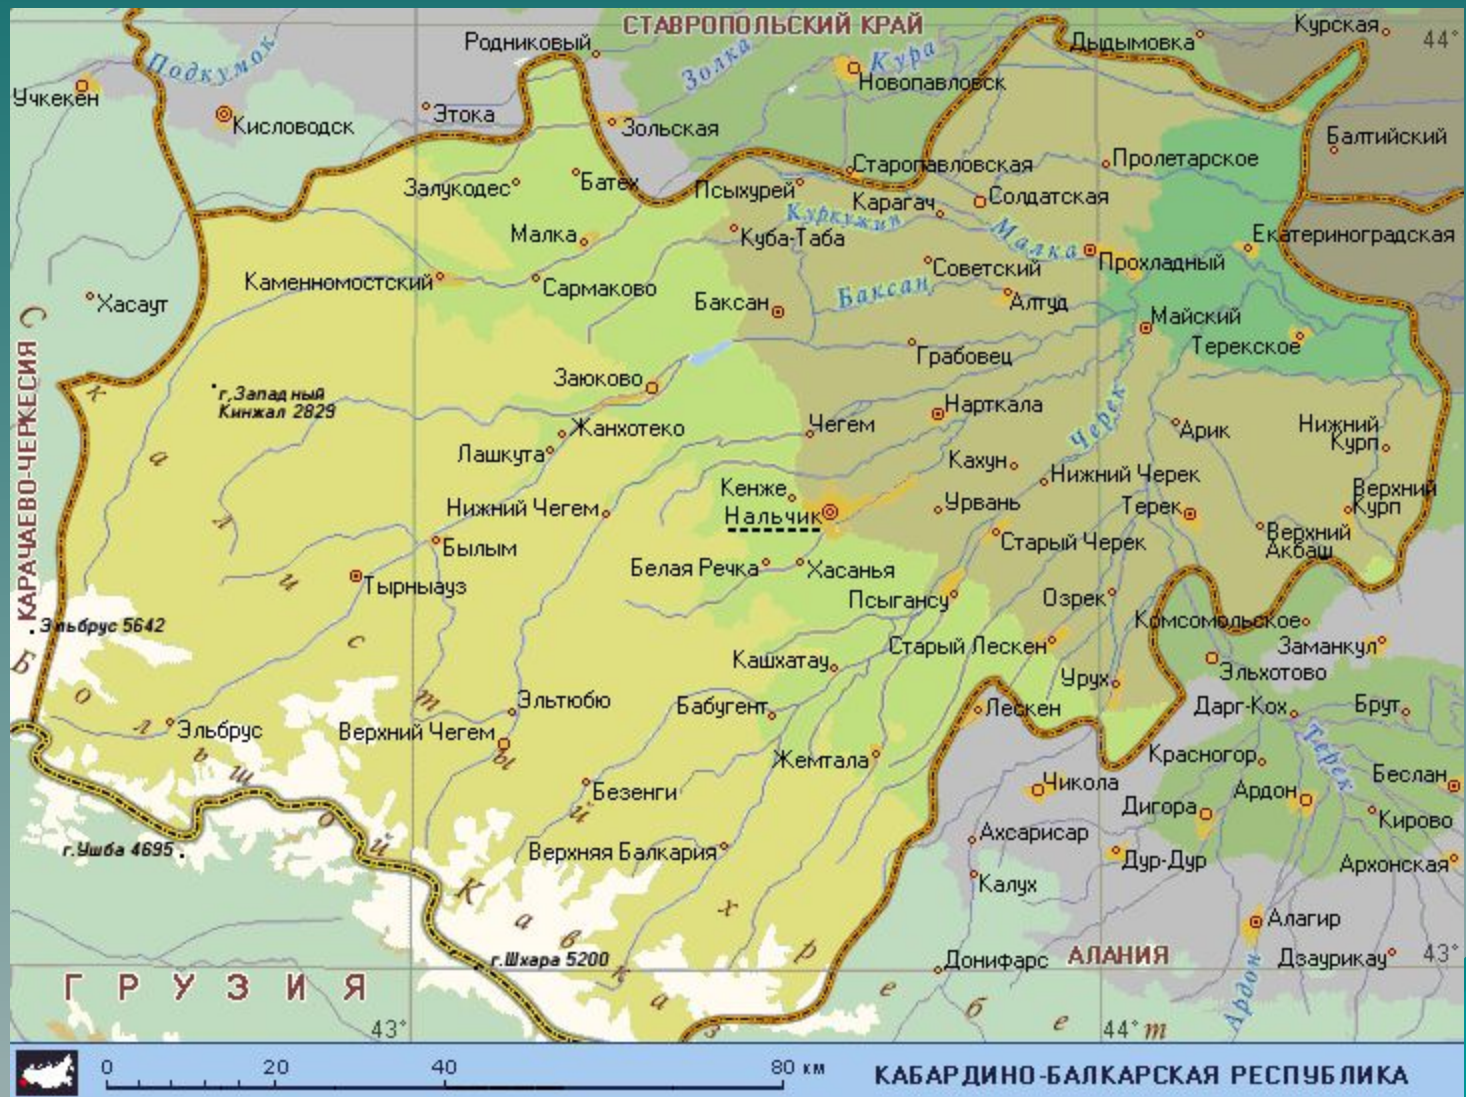 СТАВРОПОЛЬСКИЙ КРАЙ
Курская
44°
Дыдымовка
Родниковый
Подкумок
Золка
Кура
Новопавловск
Учкекен
Кисловодск
Этока
Зольская
Балтийский
Старопавловская
Пролетарское
Залукодес
Батех
Псыхурей
Карагач
Солдатская
Малка
Куба-Таба
Куркужин
Малка
Екатериноградская
Прохладный
Советский
Каменномостский
Сармаково
Баксан
Баксан
Алтуд
Хасаут
Майский
Терекское
Грабовец
КАРАЧАЕВО-ЧЕРКЕСИЯ
С к а л и с т ы й х р е б е т
г.Западный
Кинжал 2829
Заюково
Нарткала
Черек
Жанхотеко
Чегем
Арик
Нижний
Курп
Лашкута
Кахун
Нижний Черек
Кенже
Верхний
Курп
Нижний Чегем
Нальчик
Урвань
Терек
Верхний
Акбаш
Былым
Старый Черек
Тырныауз
Белая Речка
Хасанья
Псыгансу
Озрек
Комсомольское
Эльбрус 5642
Заманкул
Старый Лескен
Кашхатау
Эльхотово
Урух
Б о л ь ш о й К а в к а з
Эльтюбю
Бабугент
Лескен
Дарг-Кох
Брут
Эльбрус
Верхний Чегем
Терек
Жемтала
Красногор
Беслан
Безенги
Чикола
Ардон
Дигора
Кирово
г.Ушба 4695
Ахсарисар
Верхняя Балкария
Дур-Дур
Архонская
Калух
Алагир
г.Шхара 5200
Донифарс
АЛАНИЯ
Дзаурикау
43°
Ардон
ГРУЗИЯ
43°
44°
0 20 40 80 км
КАБАРДИНО-БАЛКАРСКАЯ РЕСПУБЛИКА